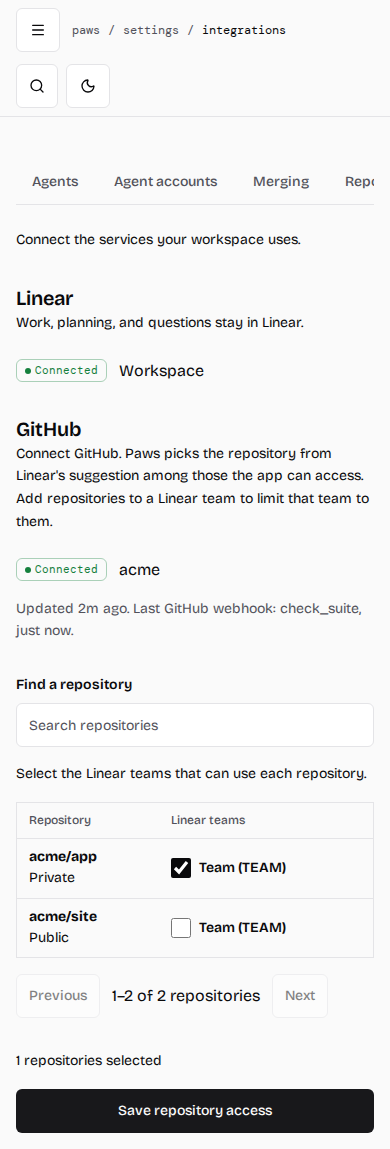 paws / settings / integrations
Agents Agent accounts Merging Repo
Connect the services your workspace uses.
Linear
Work, planning, and questions stay in Linear.
Connected Workspace
GitHub
Connect GitHub. Paws picks the repository from
Linear's suggestion among those the app can access.
Add repositories to a Linear team to limit that team to
them.
Connected acme
Updated 2m ago. Last GitHub webhook: check_suite,
just now.
Find a repository
Search repositories
Select the Linear teams that can use each repository.
Repository Linear teams
acme/app
Private
Team (TEAM)
acme/site
Public
Team (TEAM)
Previous 1–2 of 2 repositories Next
1 repositories selected
Save repository access